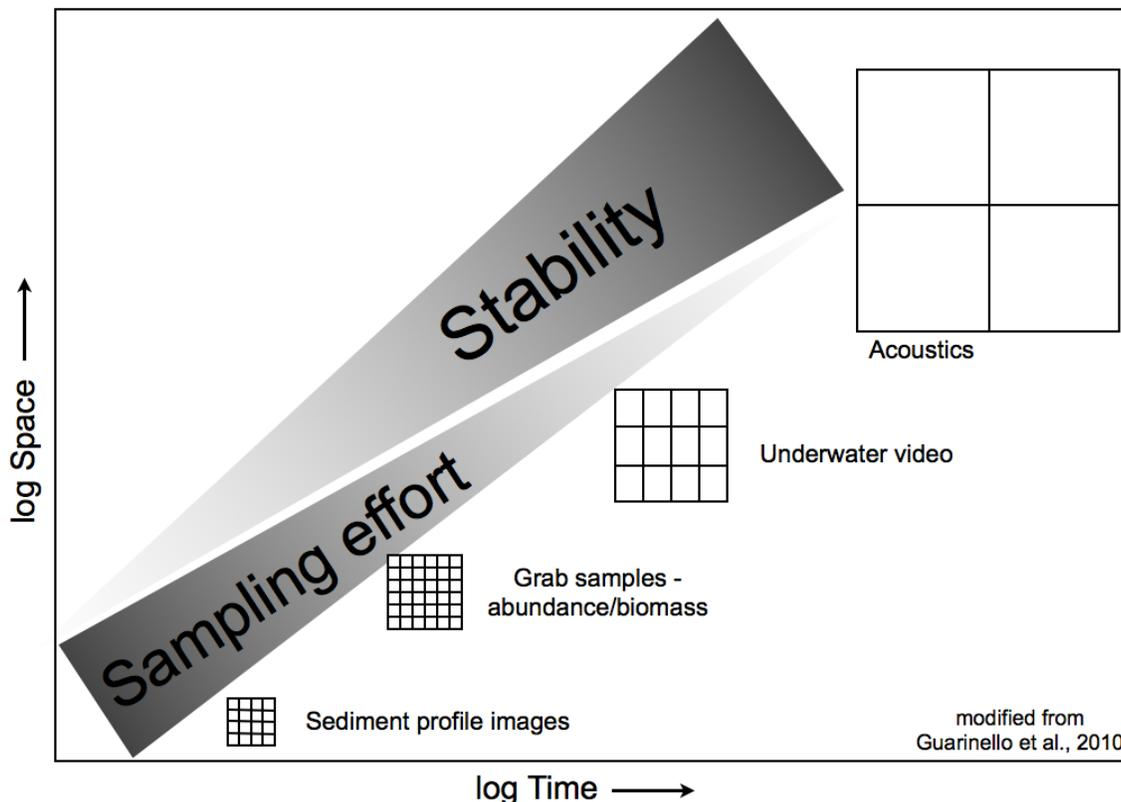 Stability
Acoustics
log Space
Underwater video
Sampling effort
Grab samples -
abundance/biomass
Sediment profile images
modified from
Guarinello et al., 2010
log Time